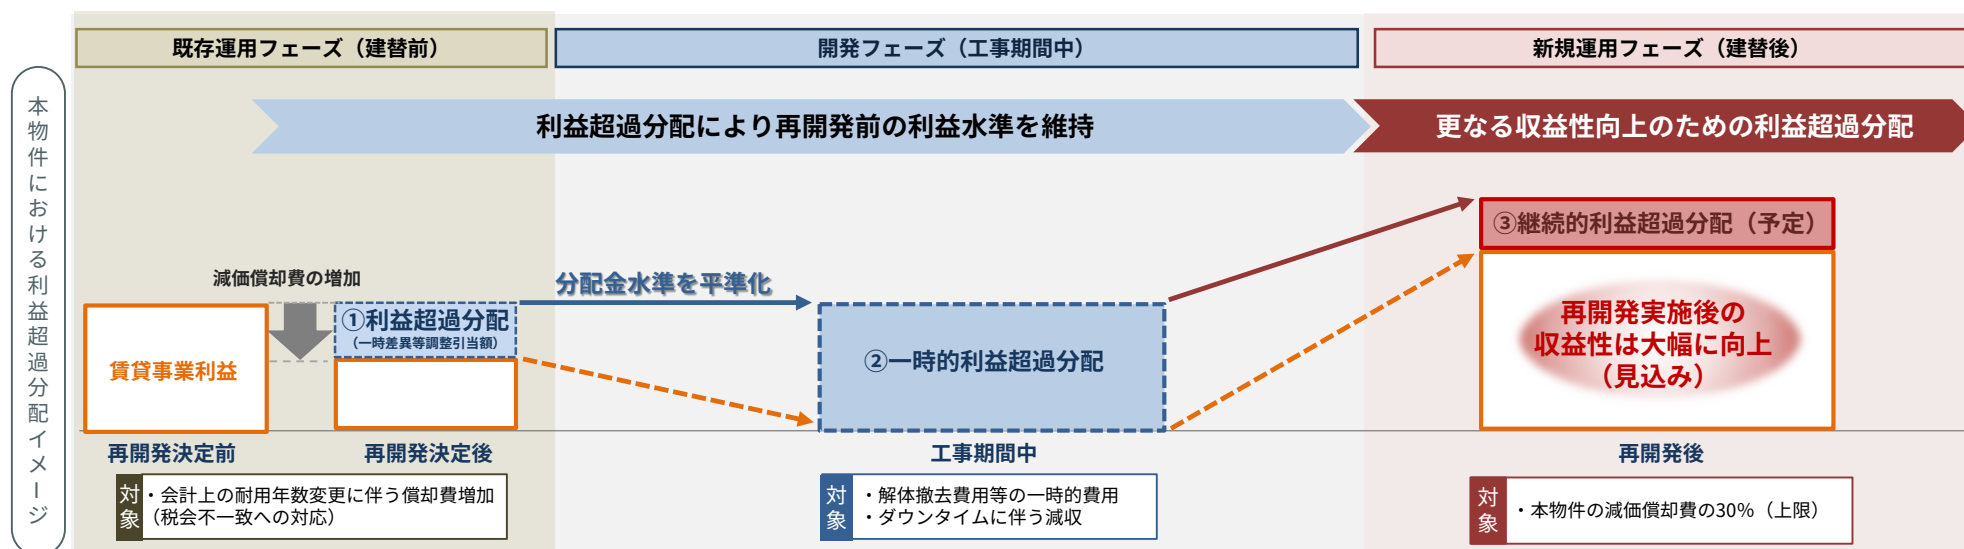 本物件における利益超過分配イメージ
既存運用フェーズ（建替前）
開発フェーズ（工事期間中）
新規運用フェーズ（建替後）
利益超過分配により再開発前の利益水準を維持
更なる収益性向上のための利益超過分配
減価償却費の増加
賃貸事業利益
①利益超過分配
（一時差異等調整引当額）
分配金水準を平準化
②一時的利益超過分配
③継続的利益超過分配（予定）
再開発実施後の
収益性は大幅に向上
（見込み）
再開発決定前
再開発決定後
工事期間中
再開発後
対象
・会計上の耐用年数変更に伴う償却費増加
（税会不一致への対応）
対象
・解体撤去費用等の一時的費用
・ダウンタイムに伴う減収
対象
・本物件の減価償却費の30%（上限）